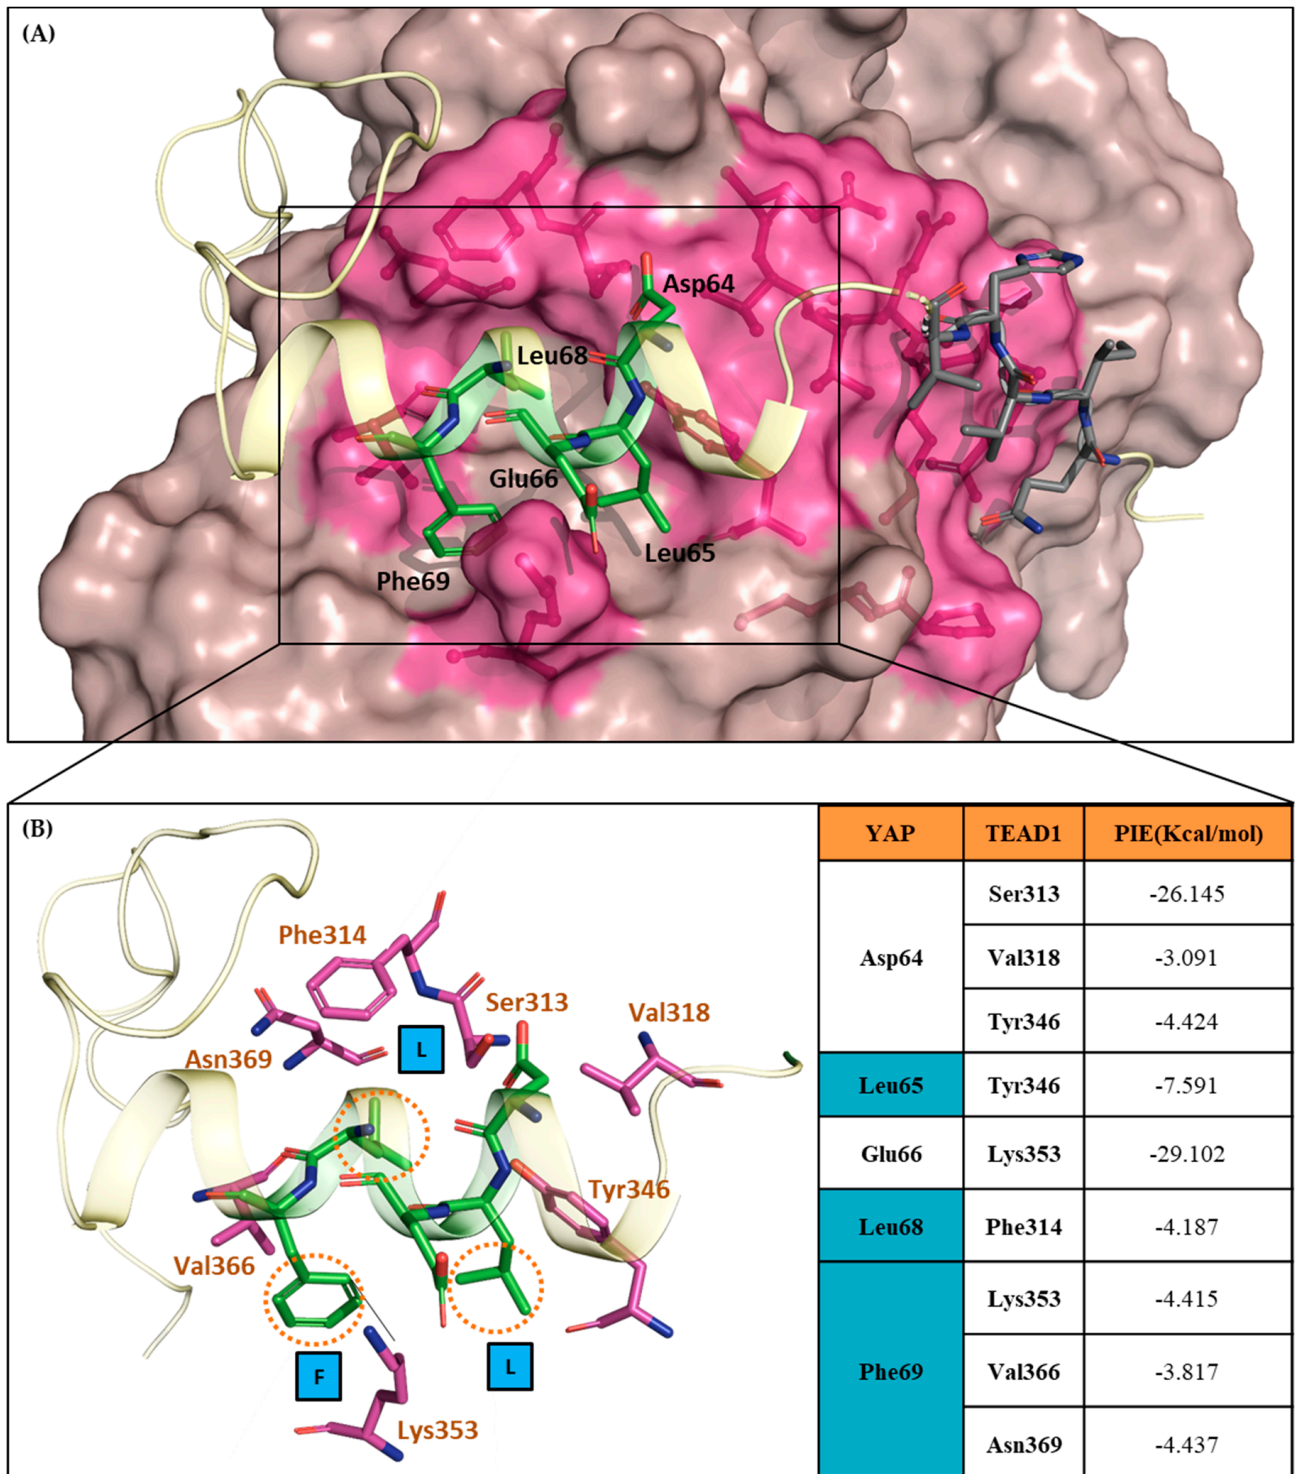 (A)
Asp64
Leu68
Glu66
Leu65
Phe69
(B)
Phe314
Ser313
Val318
L
Asn369
Tyr346
Val366
F
L
Lys353
YAP TEAD1 PIE(Kcal/mol)
Asp64 Ser313 -26.145
Val318 -3.091
Tyr346 -4.424
Leu65 Tyr346 -7.591
Glu66 Lys353 -29.102
Leu68 Phe314 -4.187
Phe69 Lys353 -4.415
Val366 -3.817
Asn369 -4.437